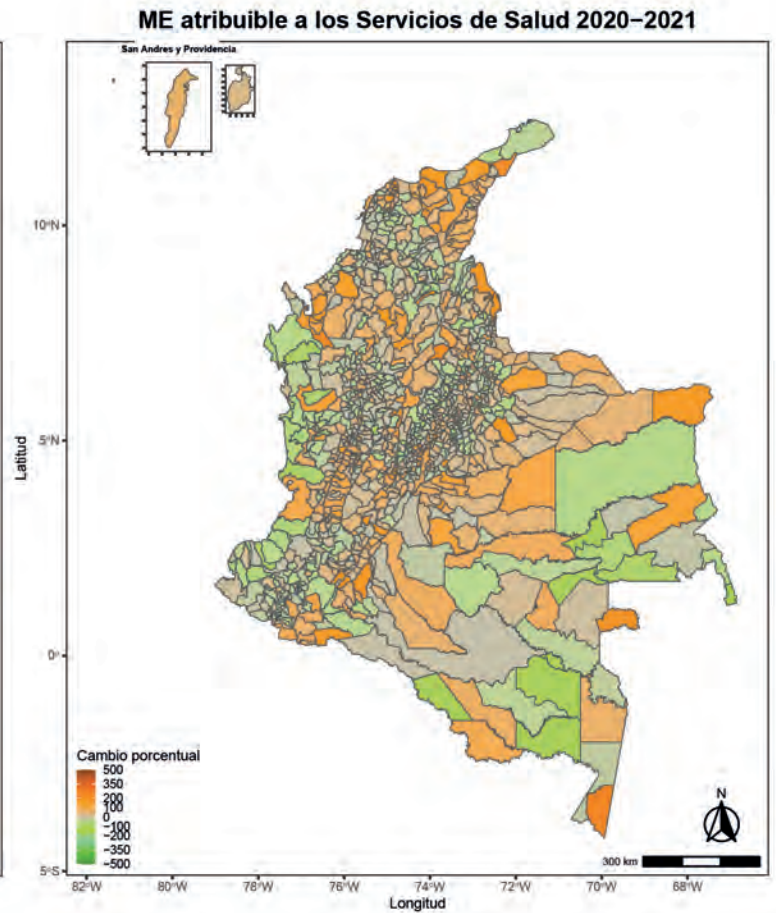 ME atribuible a los Servicios de Salud 2020−2021
San Andres y Providencia
10°N
5°N
0°
5°S
Latitud
Cambio porcentual
500
350
200
100
0
−100
−200
−350
−500
N
300 km
82°W 80°W 78°W 76°W 74°W 72°W 70°W 68°W
Longitud